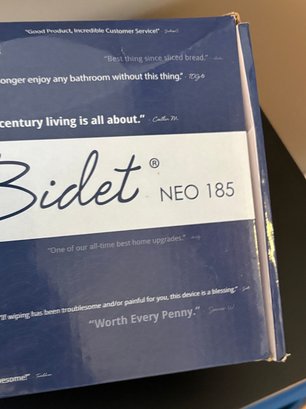 "Good Product, Incredible Customer Service!"
"Best thing since sliced bread."
onger enjoy any bathroom without this thing."
century living is all about." Caitlin M.
Bidet® NEO 185
"One of our all-time best home upgrades."
"If wiping has been troublesome and/or painful for you, this device is a blessing."
"Worth Every Penny."
wesome!"